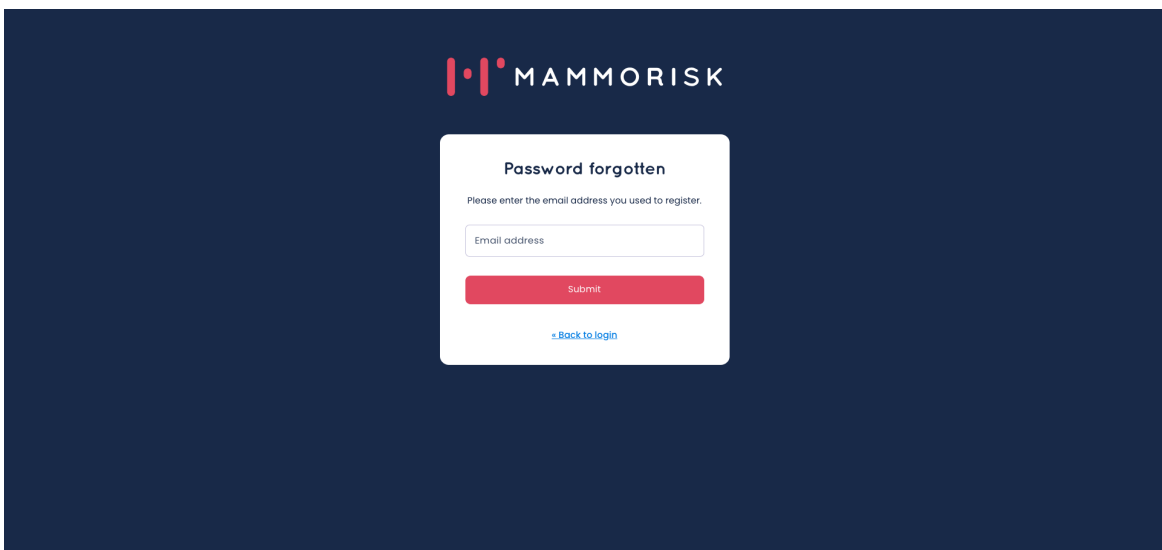 MAMMORISK
Password forgotten
Please enter the email address you used to register.
Email address
Submit
« Back to login